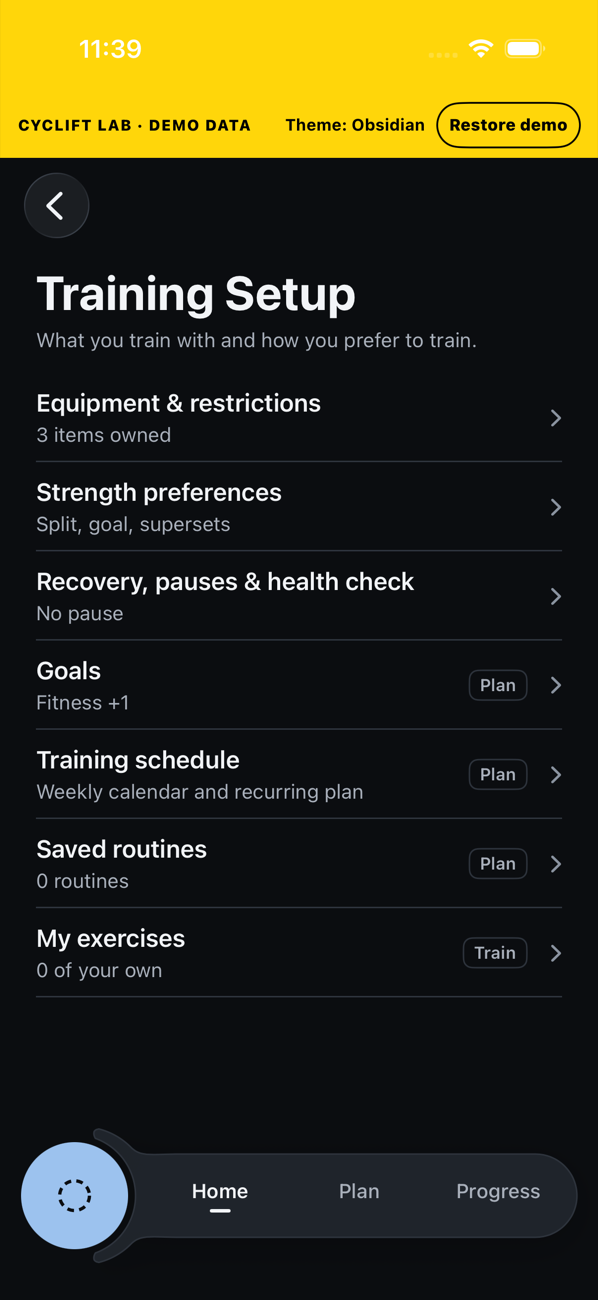 11:39
CYCLIFT LAB · DEMO DATA
Theme: Obsidian
Restore demo
Training Setup
What you train with and how you prefer to train.
Equipment & restrictions
3 items owned
Strength preferences
Split, goal, supersets
Recovery, pauses & health check
No pause
Goals
Fitness +1
Plan
Training schedule
Weekly calendar and recurring plan
Plan
Saved routines
0 routines
Plan
My exercises
0 of your own
Train
Home
Plan
Progress